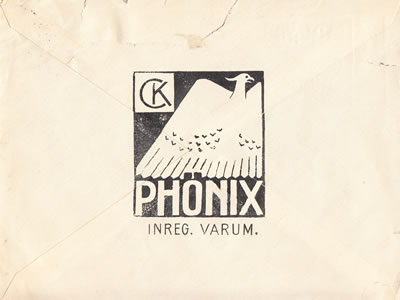 CK
PHÖNIX
INREG. VARUM.